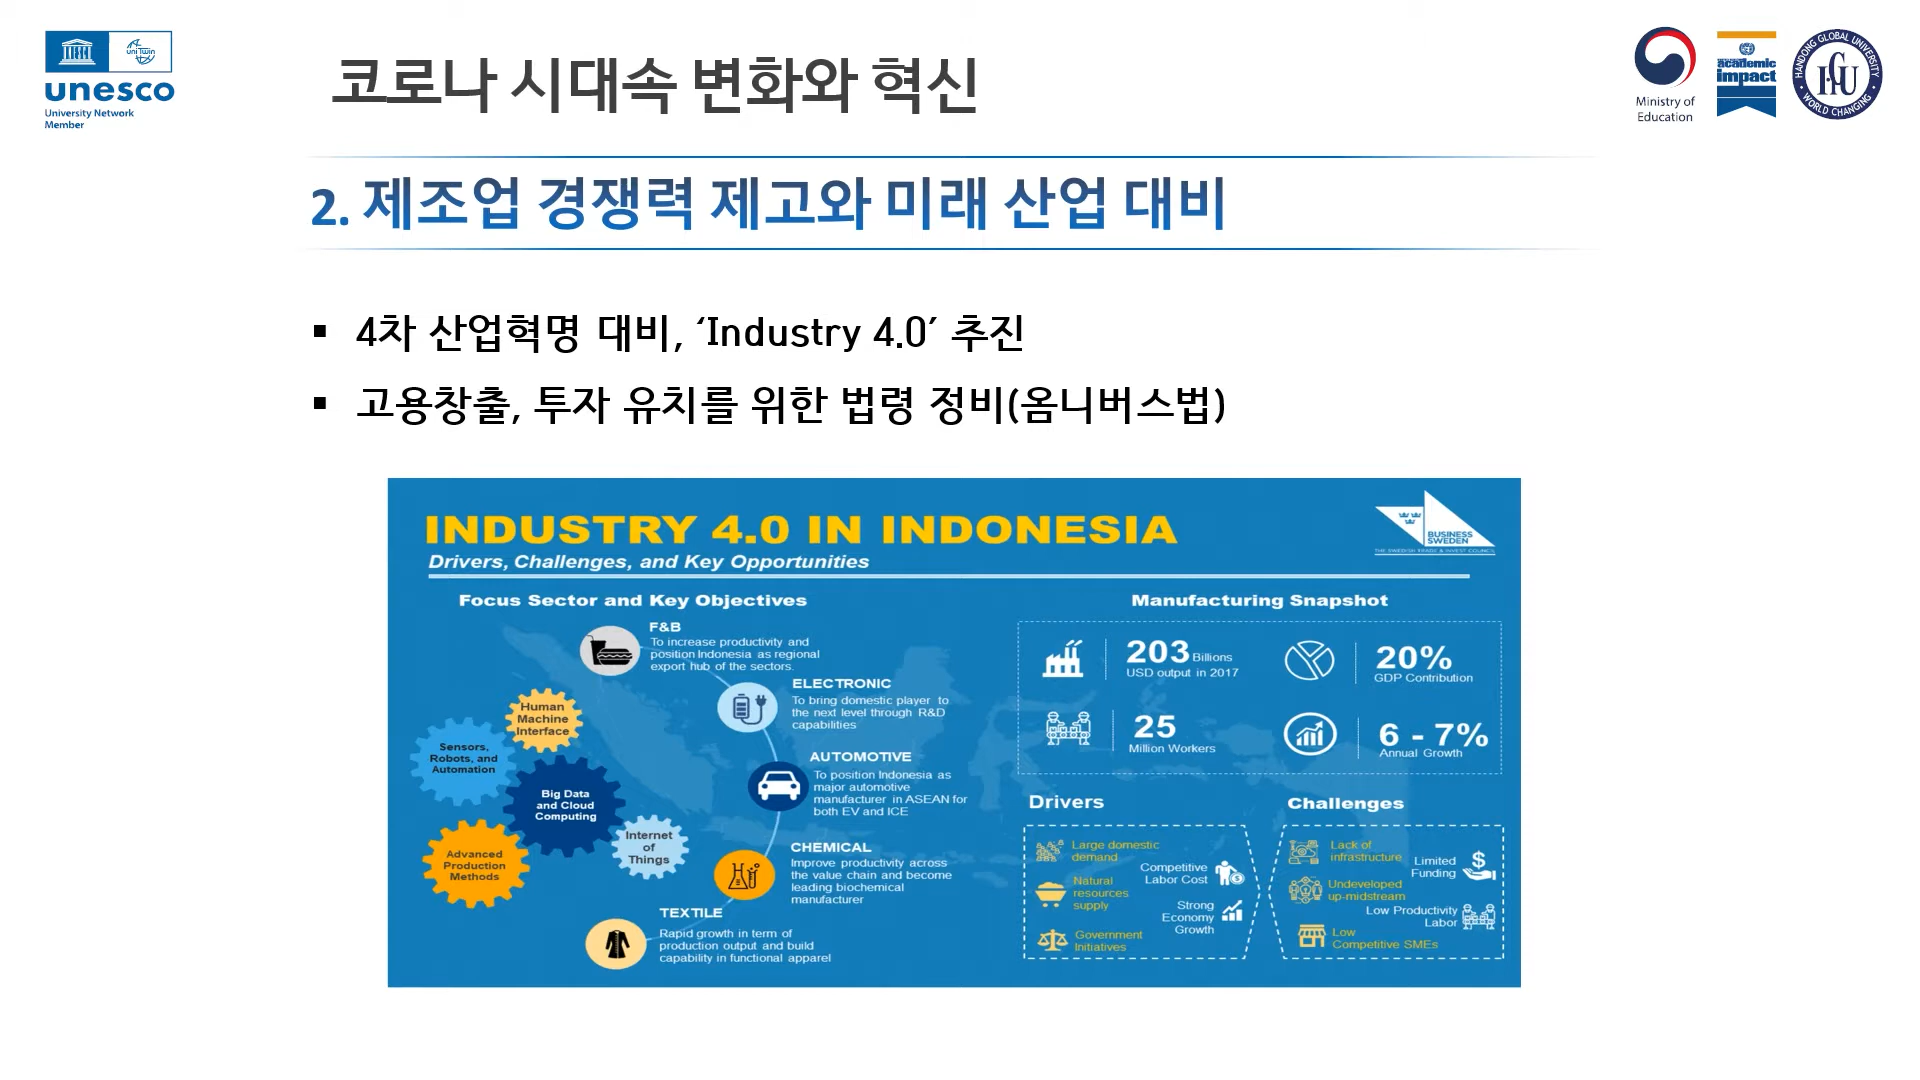 unesco
uni twin
University Network
Member
코로나 시대속 변화와 혁신
Ministry of
Education
academic
impact
HANDONG GLOBAL UNIVERSITY
HGU
WORLD CHANGING
2. 제조업 경쟁력 제고와 미래 산업 대비
▪ 4차 산업혁명 대비, ‘Industry 4.0’ 추진
▪ 고용창출, 투자 유치를 위한 법령 정비(옴니버스법)
INDUSTRY 4.0 IN INDONESIA
Drivers, Challenges, and Key Opportunities
BUSINESS
SWEDEN
THE SWEDISH TRADE & INVEST COUNCIL
Focus Sector and Key Objectives
F&B
To increase productivity and
position Indonesia as regional
export hub of the sectors.
ELECTRONIC
To bring domestic player to
the next level through R&D
capabilities
AUTOMOTIVE
To position Indonesia as
major automotive
manufacturer in ASEAN for
both EV and ICE
CHEMICAL
Improve productivity across
the value chain and become
leading biochemical
manufacturer
TEXTILE
Rapid growth in term of
production output and build
capability in functional apparel
Human
Machine
Interface
Sensors,
Robots, and
Automation
Big Data
and Cloud
Computing
Internet
of
Things
Advanced
Production
Methods
Manufacturing Snapshot
203 Billions
USD output in 2017
20%
GDP Contribution
25
Million Workers
6 - 7%
Annual Growth
Drivers
Large domestic
demand
Competitive
Labor Cost
Natural
resources
supply
Strong
Economy
Growth
Government
Initiatives
Challenges
Lack of
infrastructure
Limited
Funding
Undeveloped
up-midstream
Low Productivity
Labor
Low
Competitive SMEs